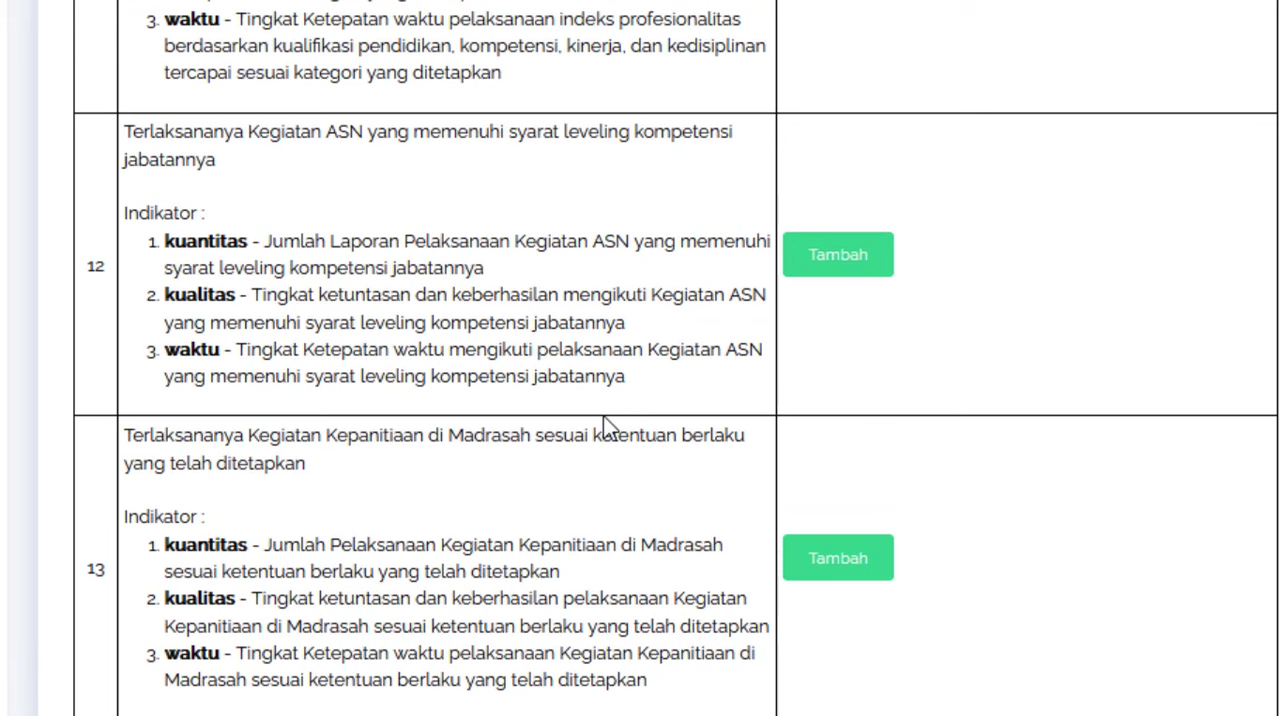 3. waktu - Tingkat Ketepatan waktu pelaksanaan indeks profesionalitas
berdasarkan kualifikasi pendidikan, kompetensi, kinerja, dan kedisiplinan
tercapai sesuai kategori yang ditetapkan
12
Terlaksananya Kegiatan ASN yang memenuhi syarat leveling kompetensi
jabatannya
Indikator :
1. kuantitas - Jumlah Laporan Pelaksanaan Kegiatan ASN yang memenuhi
syarat leveling kompetensi jabatannya
2. kualitas - Tingkat ketuntasan dan keberhasilan mengikuti Kegiatan ASN
yang memenuhi syarat leveling kompetensi jabatannya
3. waktu - Tingkat Ketepatan waktu mengikuti pelaksanaan Kegiatan ASN
yang memenuhi syarat leveling kompetensi jabatannya
Tambah
13
Terlaksananya Kegiatan Kepanitiaan di Madrasah sesuai ketentuan berlaku
yang telah ditetapkan
Indikator :
1. kuantitas - Jumlah Pelaksanaan Kegiatan Kepanitiaan di Madrasah
sesuai ketentuan berlaku yang telah ditetapkan
2. kualitas - Tingkat ketuntasan dan keberhasilan pelaksanaan Kegiatan
Kepanitiaan di Madrasah sesuai ketentuan berlaku yang telah ditetapkan
3. waktu - Tingkat Ketepatan waktu pelaksanaan Kegiatan Kepanitiaan di
Madrasah sesuai ketentuan berlaku yang telah ditetapkan
Tambah